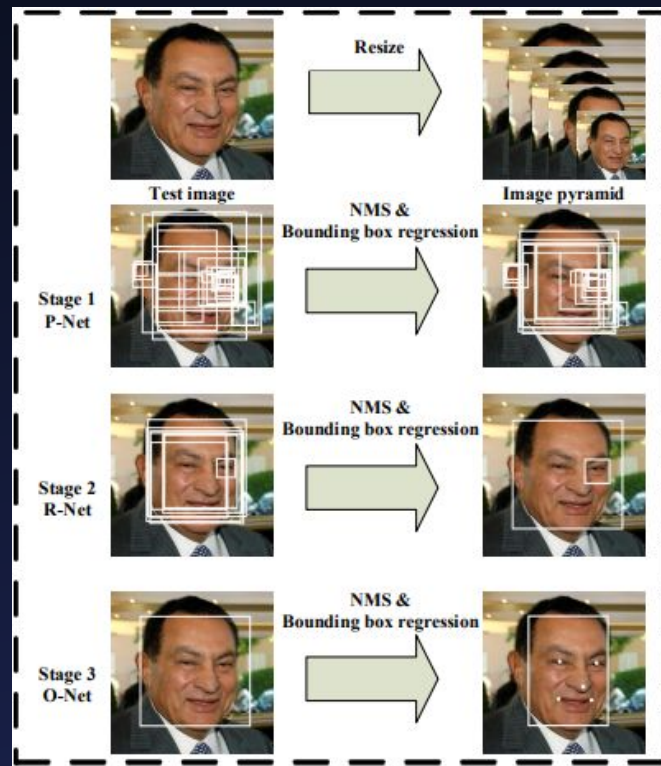 Resize
Test image
Image pyramid
NMS &
Bounding box regression
Stage 1
P-Net
NMS &
Bounding box regression
Stage 2
R-Net
NMS &
Bounding box regression
Stage 3
O-Net